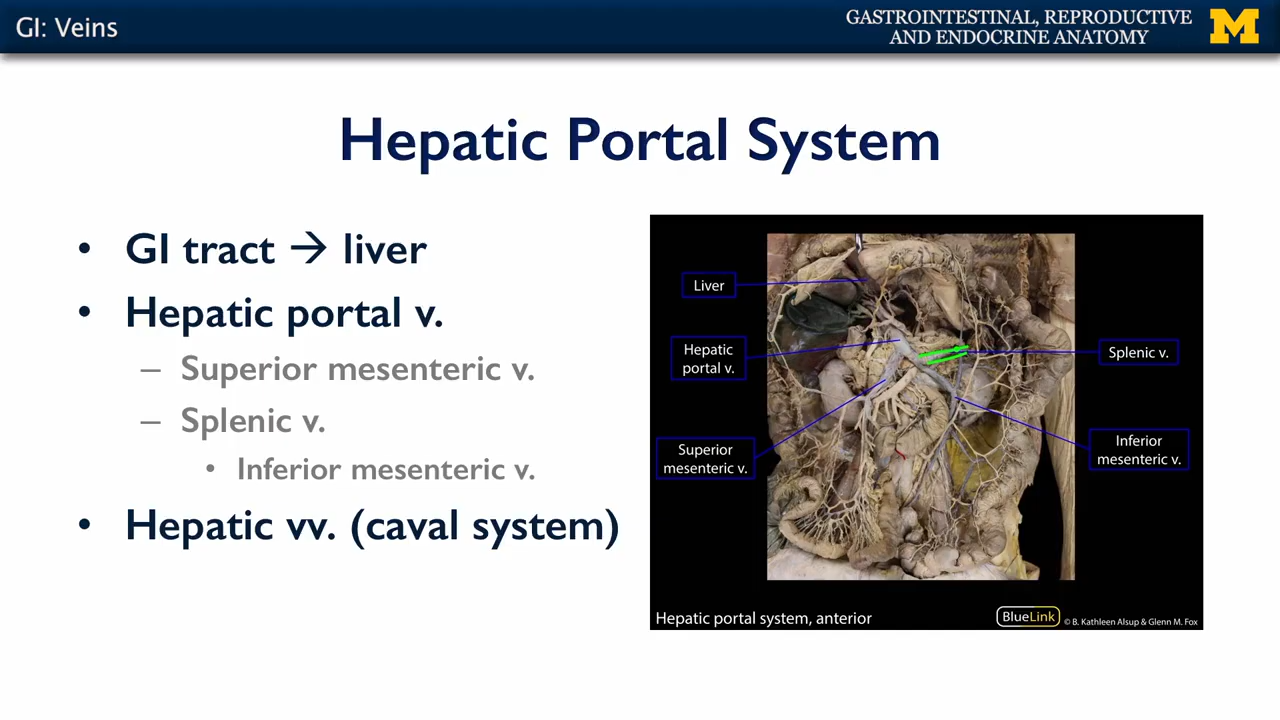 GI: Veins
GASTROINTESTINAL, REPRODUCTIVE
AND ENDOCRINE ANATOMY
M
Hepatic Portal System
• GI tract → liver
• Hepatic portal v.
– Superior mesenteric v.
– Splenic v.
• Inferior mesenteric v.
• Hepatic vv. (caval system)
Liver
Hepatic
portal v.
Superior
mesenteric v.
Splenic v.
Inferior
mesenteric v.
Hepatic portal system, anterior
BlueLink
© B. Kathleen Alsup & Glenn M. Fox